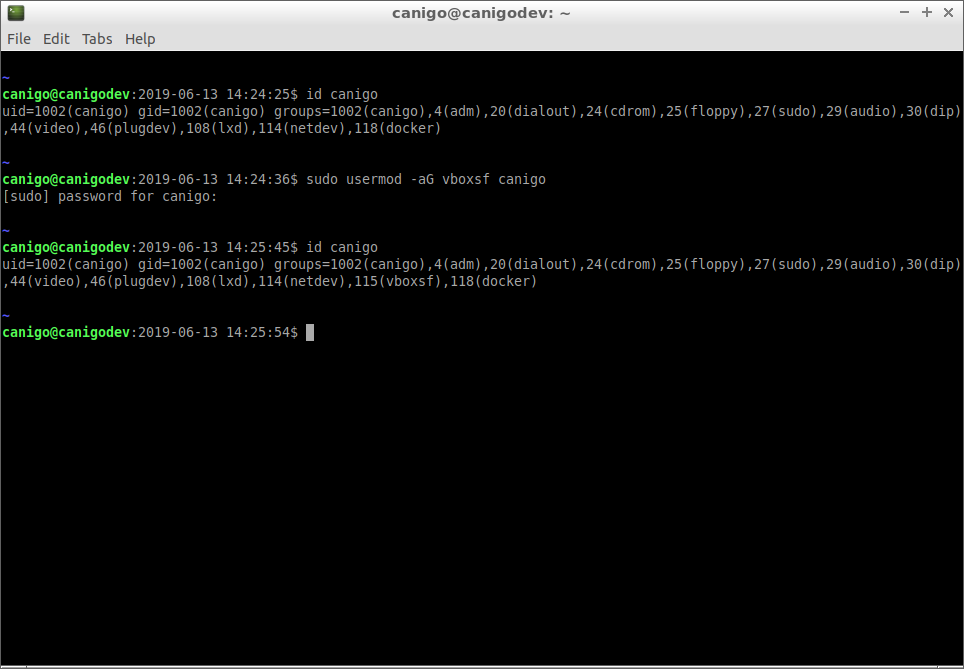 canigo@canigodev: ~
File Edit Tabs Help
~
canigo@canigodev:2019-06-13 14:24:25$ id canigo
uid=1002(canigo) gid=1002(canigo) groups=1002(canigo),4(adm),20(dialout),24(cdrom),25(floppy),27(sudo),29(audio),30(dip)
,44(video),46(plugdev),108(lxd),114(netdev),118(docker)
~
canigo@canigodev:2019-06-13 14:24:36$ sudo usermod -aG vboxsf canigo
[sudo] password for canigo:
~
canigo@canigodev:2019-06-13 14:25:45$ id canigo
uid=1002(canigo) gid=1002(canigo) groups=1002(canigo),4(adm),20(dialout),24(cdrom),25(floppy),27(sudo),29(audio),30(dip)
,44(video),46(plugdev),108(lxd),114(netdev),115(vboxsf),118(docker)
~
canigo@canigodev:2019-06-13 14:25:54$